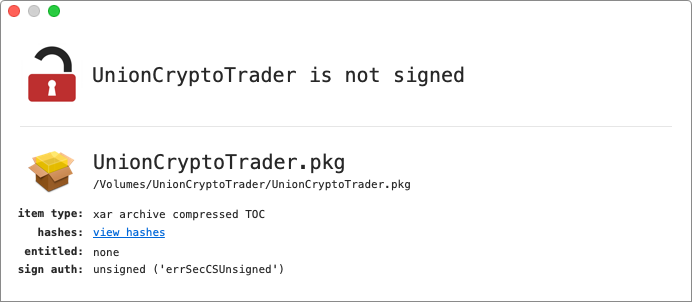 UnionCryptoTrader is not signed
UnionCryptoTrader.pkg
/Volumes/UnionCryptoTrader/UnionCryptoTrader.pkg
item type: xar archive compressed TOC
hashes: view hashes
entitled: none
sign auth: unsigned ('errSecCSUnsigned')